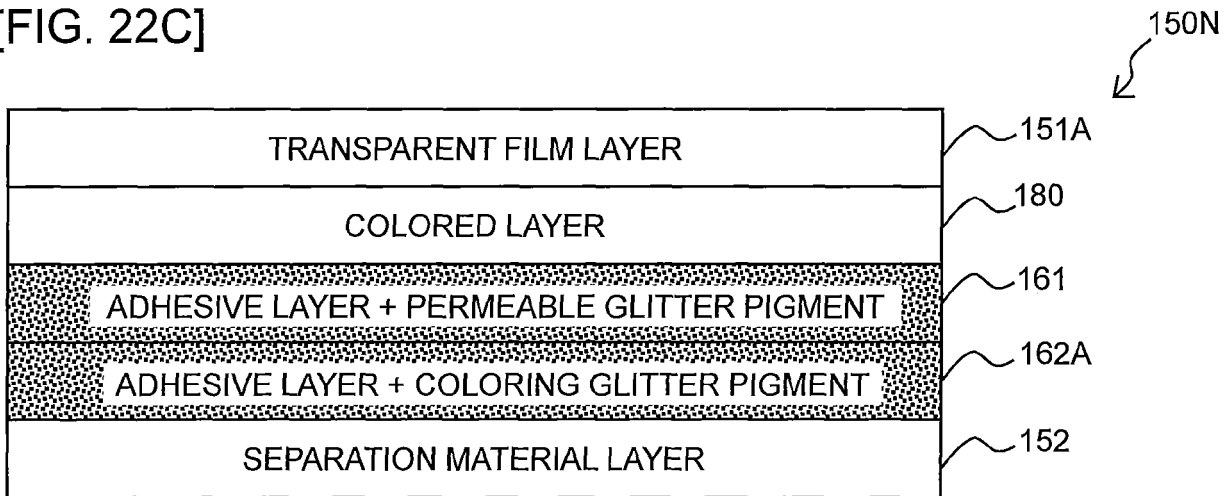 [FIG. 22C]
150N
TRANSPARENT FILM LAYER 151A
COLORED LAYER 180
ADHESIVE LAYER + PERMEABLE GLITTER PIGMENT 161
ADHESIVE LAYER + COLORING GLITTER PIGMENT 162A
SEPARATION MATERIAL LAYER 152